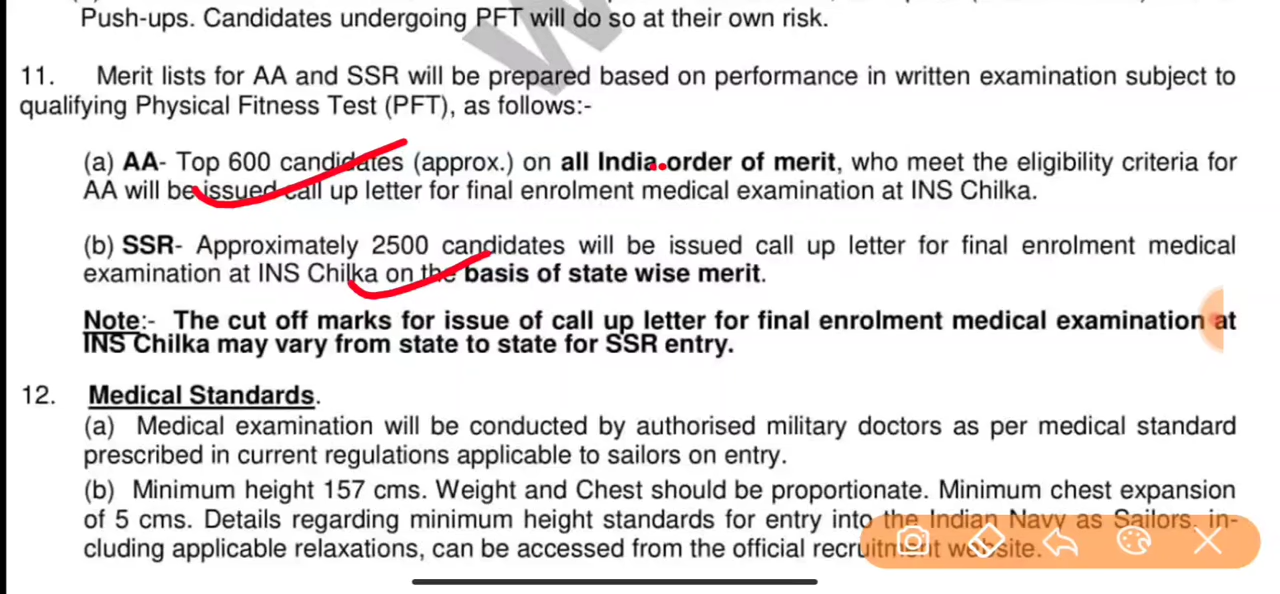 Push-ups. Candidates undergoing PFT will do so at their own risk.
11. Merit lists for AA and SSR will be prepared based on performance in written examination subject to
qualifying Physical Fitness Test (PFT), as follows:-
(a) AA- Top 600 candidates (approx.) on all India order of merit, who meet the eligibility criteria for
AA will be issued call up letter for final enrolment medical examination at INS Chilka.
(b) SSR- Approximately 2500 candidates will be issued call up letter for final enrolment medical
examination at INS Chilka on the basis of state wise merit.
Note:- The cut off marks for issue of call up letter for final enrolment medical examination at
INS Chilka may vary from state to state for SSR entry.
12. Medical Standards.
(a) Medical examination will be conducted by authorised military doctors as per medical standard
prescribed in current regulations applicable to sailors on entry.
(b) Minimum height 157 cms. Weight and Chest should be proportionate. Minimum chest expansion
of 5 cms. Details regarding minimum height standards for entry into the Indian Navy as Sailors, in-
cluding applicable relaxations, can be accessed from the official recruitment website.